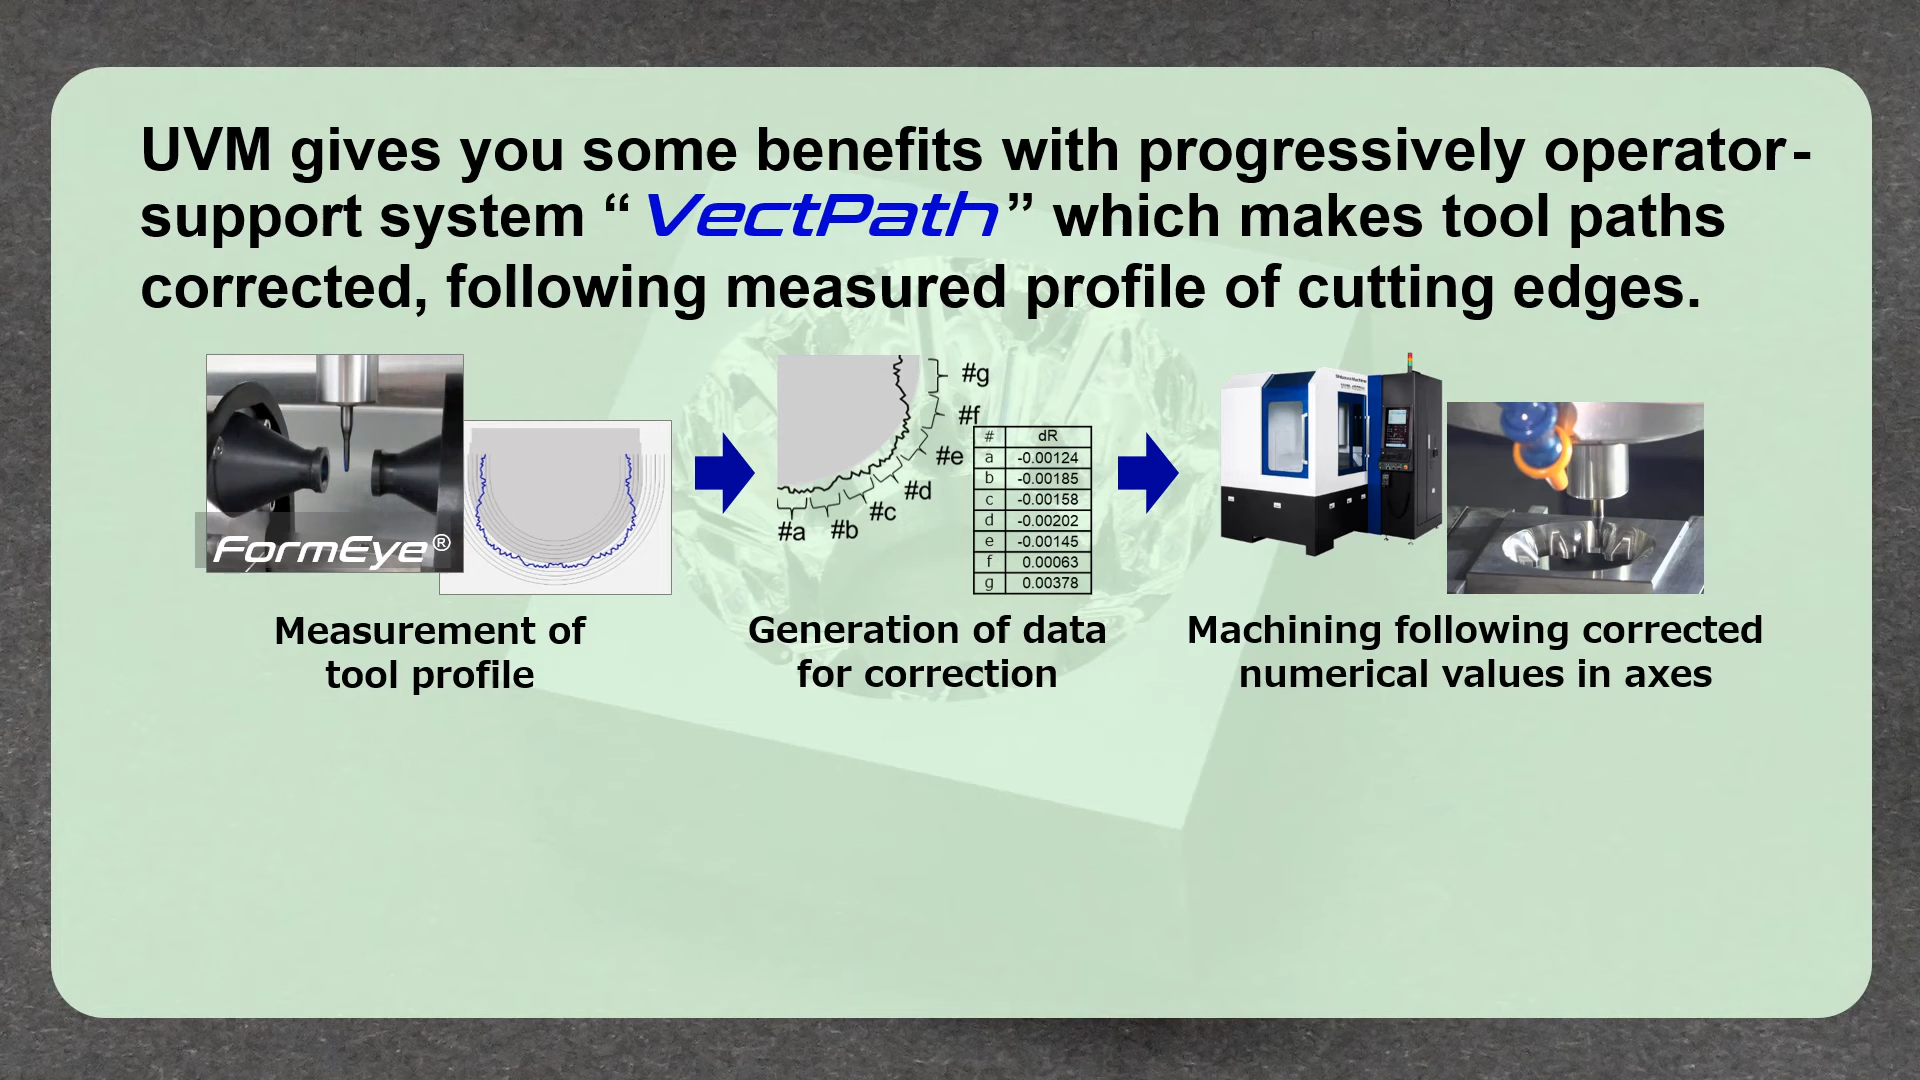 UVM gives you some benefits with progressively operator-
support system “VectPath” which makes tool paths
corrected, following measured profile of cutting edges.
FormEye®
Measurement of
tool profile
#g
#f
#e
#d
#c
#b
#a
# dR
a -0.00124
b -0.00185
c -0.00158
d -0.00202
e -0.00145
f 0.00063
g 0.00378
Generation of data
for correction
Shibaura Machine
Machining following corrected
numerical values in axes